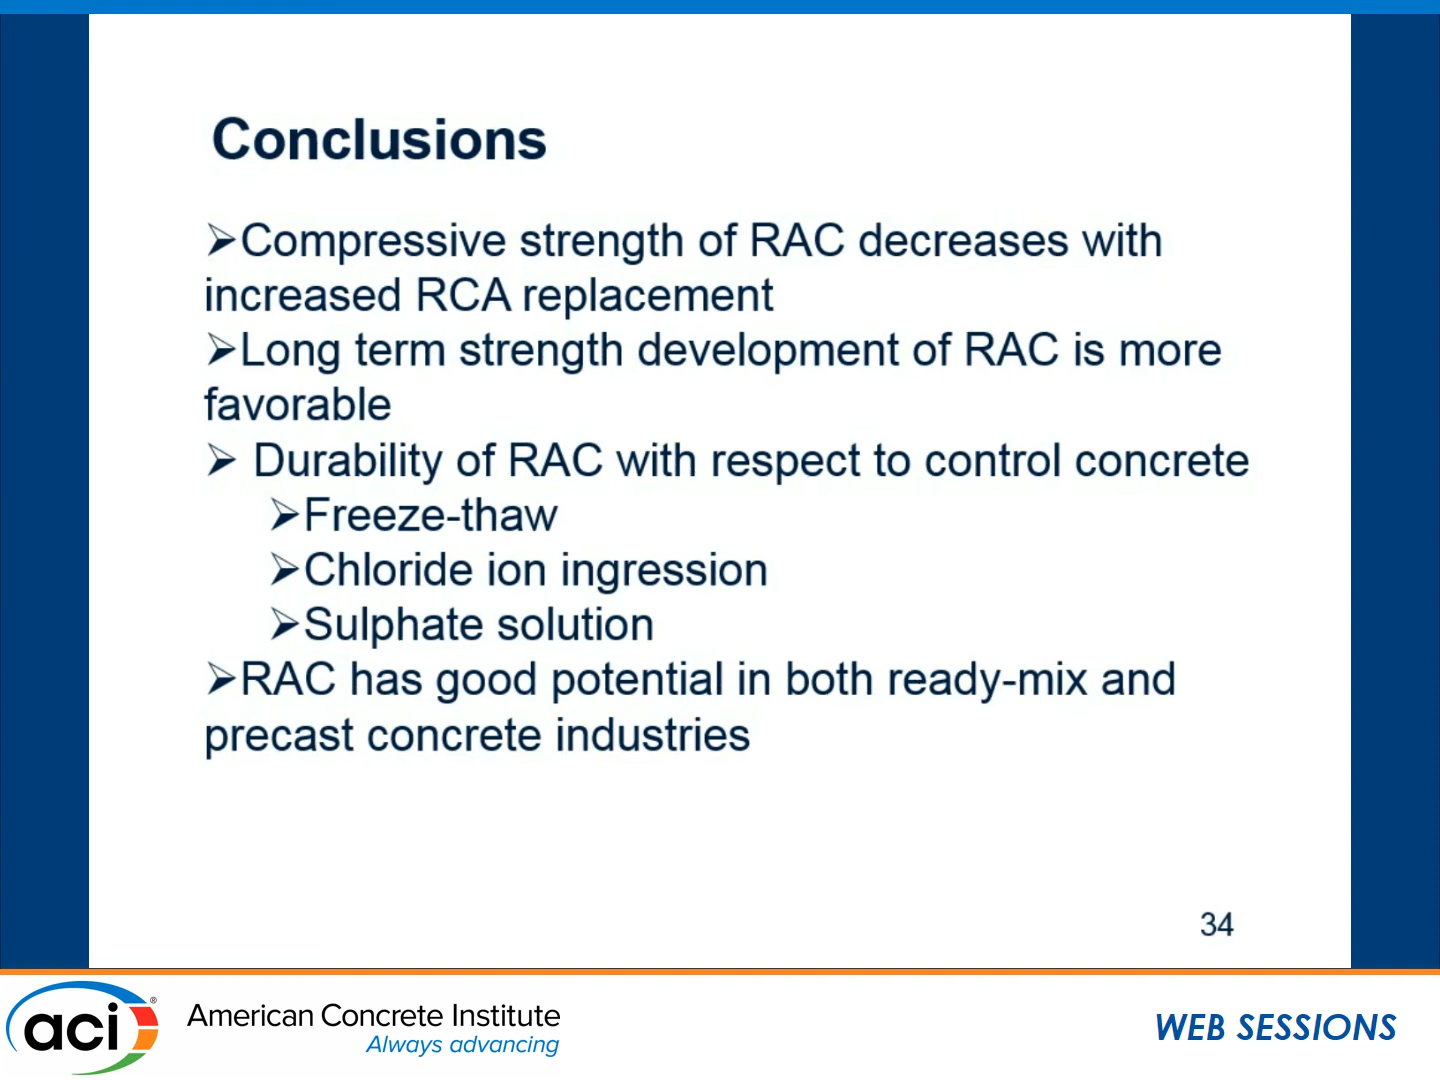 Conclusions
➢Compressive strength of RAC decreases with
increased RCA replacement
➢Long term strength development of RAC is more
favorable
➢ Durability of RAC with respect to control concrete
➢Freeze-thaw
➢Chloride ion ingression
➢Sulphate solution
➢RAC has good potential in both ready-mix and
precast concrete industries
34
aci®
American Concrete Institute
Always advancing
WEB SESSIONS